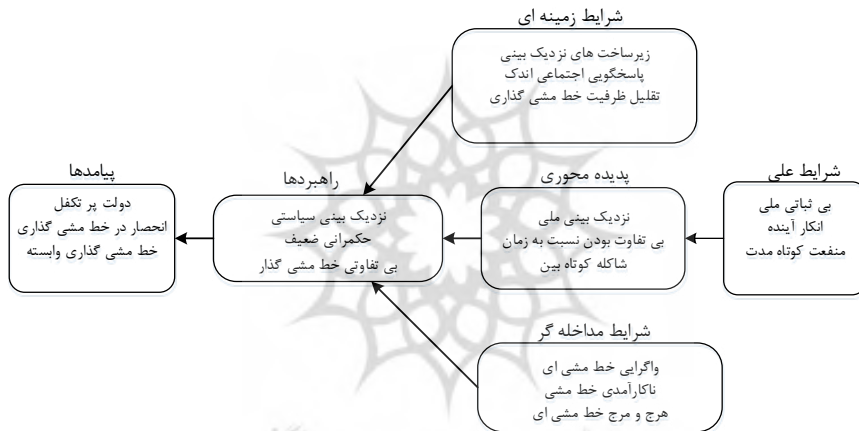 شرایط زمینه ای
زیرساخت های نزدیک بینی
پاسخگویی اجتماعی اندک
تقلیل ظرفیت خط مشی گذاری
شرایط علی
بی ثباتی ملی
انکار آینده
منفعت کوتاه مدت
پدیده محوری
نزدیک بینی ملی
بی تفاوت بودن نسبت به زمان
شاکله کوتاه بین
راهبردها
نزدیک بینی سیاستی
حکمرانی ضعیف
بی تفاوتی خط مشی گذار
پیامدها
دولت پر تکفل
انحصار در خط مشی گذاری
خط مشی گذاری وابسته
شرایط مداخله گر
واگرایی خط مشی ای
ناکارآمدی خط مشی
هرج و مرج خط مشی ای